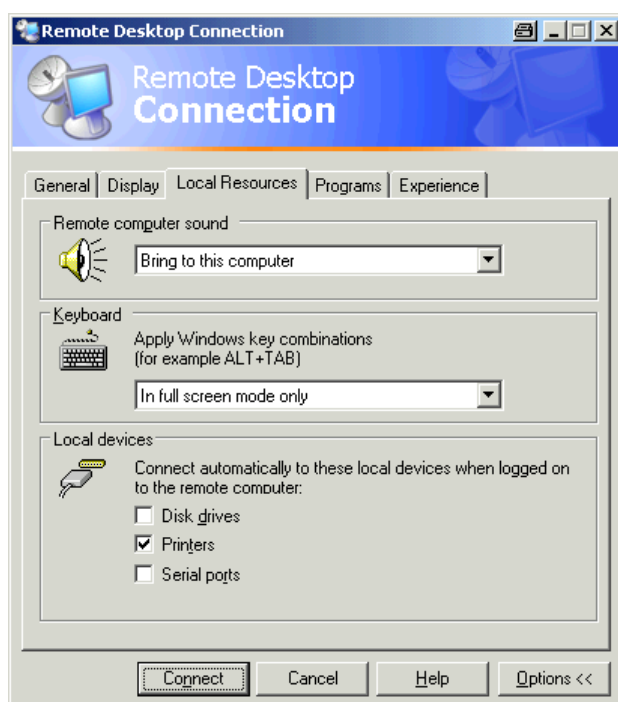 Remote Desktop Connection
Remote Desktop
Connection
General Display Local Resources Programs Experience
Remote computer sound
Bring to this computer
Keyboard
Apply Windows key combinations
(for example ALT+TAB)
In full screen mode only
Local devices
Connect automatically to these local devices when logged on
to the remote computer:
Disk drives
Printers
Serial ports
Connect Cancel Help Options <<